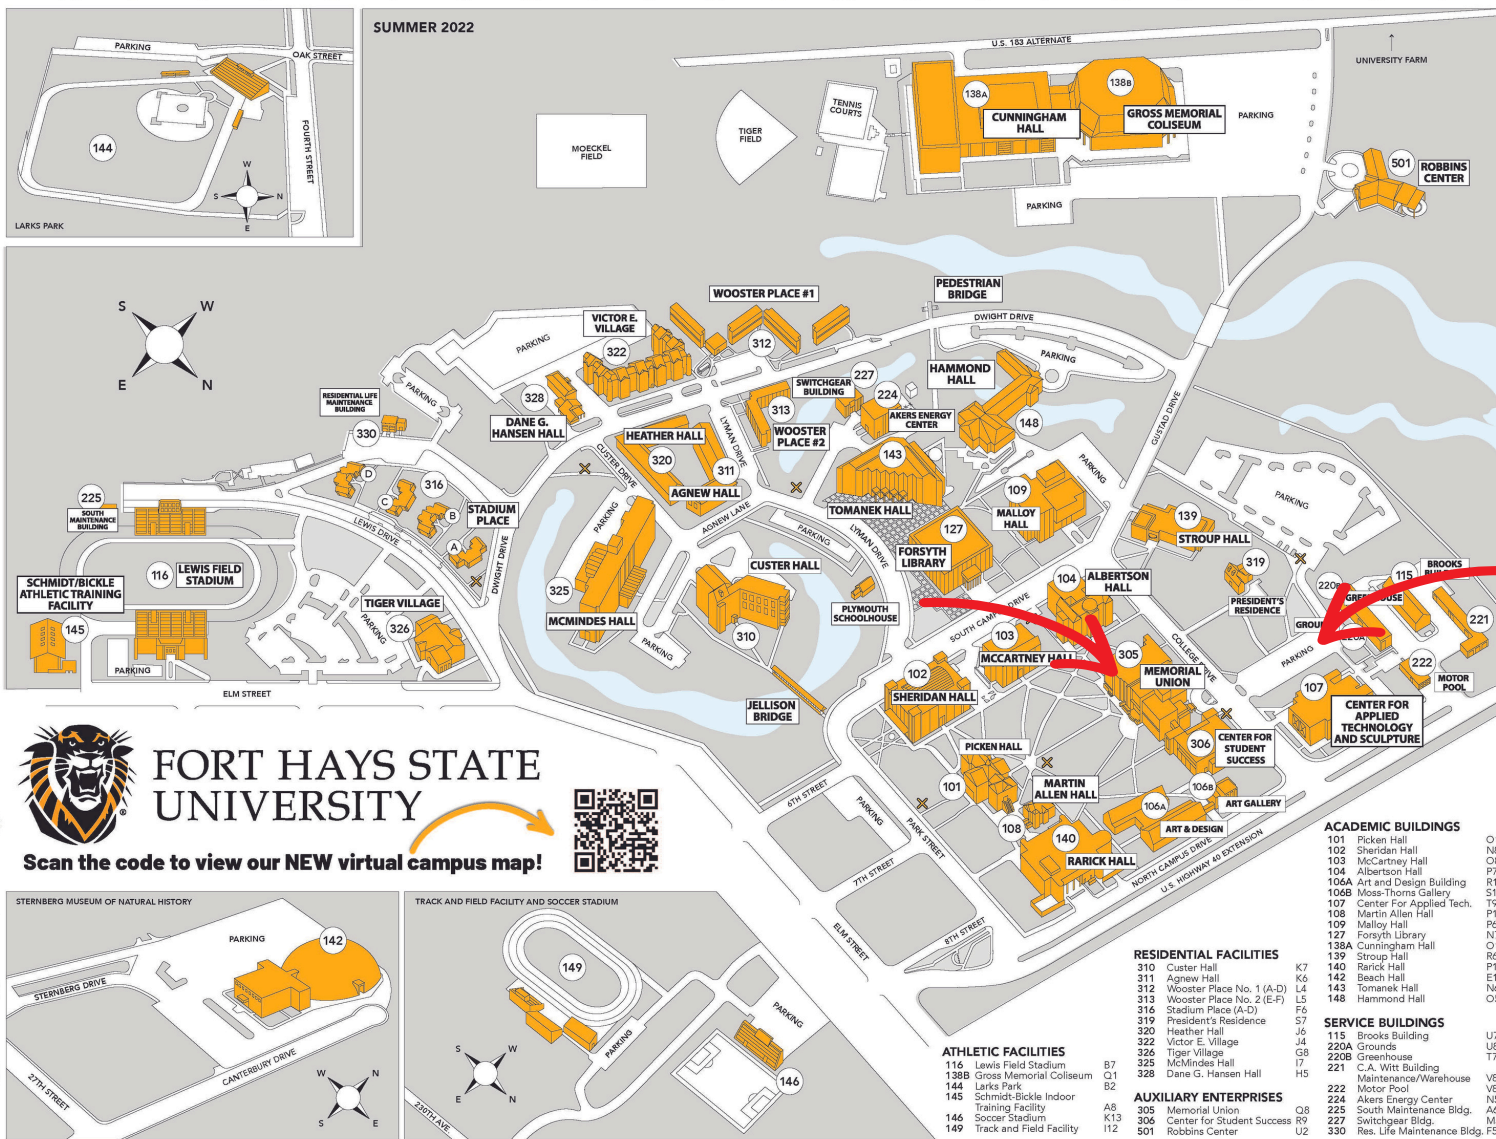 SUMMER 2022
PARKING
OAK STREET
FOURTH STREET
144
W
S
N
E
LARKS PARK
U.S. 183 ALTERNATE
UNIVERSITY FARM
MOECKEL
FIELD
TIGER
FIELD
TENNIS
COURTS
138A
CUNNINGHAM
HALL
138B
GROSS MEMORIAL
COLISEUM
PARKING
PARKING
501
ROBBINS
CENTER
S
W
E
N
PEDESTRIAN
BRIDGE
DWIGHT DRIVE
WOOSTER PLACE #1
312
VICTOR E.
VILLAGE
322
PARKING
PARKING
328
DANE G.
HANSEN HALL
RESIDENTIAL LIFE
MAINTENANCE
BUILDING
330
PARKING
SWITCHGEAR
BUILDING
227
224
AKERS ENERGY
CENTER
HAMMOND
HALL
148
GUSTAD DRIVE
313
WOOSTER
PLACE #2
LYMAN DRIVE
HEATHER HALL
320
311
AGNEW HALL
CUSTER DRIVE
AGNEW LANE
143
TOMANEK HALL
109
MALLOY
HALL
PARKING
127
FORSYTH
LIBRARY
LYMAN DRIVE
PARKING
139
STROUP HALL
PARKING
225
SOUTH
MAINTENANCE
BUILDING
D
C
316
B
A
STADIUM
PLACE
LEWIS DRIVE
DWIGHT DRIVE
116
LEWIS FIELD
STADIUM
SCHMIDT/BICKLE
ATHLETIC TRAINING
FACILITY
145
PARKING
TIGER VILLAGE
326
PARKING
ELM STREET
PARKING
325
MCMINDES HALL
CUSTER HALL
310
PARKING
PLYMOUTH
SCHOOLHOUSE
JELLISON
BRIDGE
319
PRESIDENT'S
RESIDENCE
104
ALBERTSON
HALL
SOUTH CAMPUS DRIVE
103
MCCARTNEY HALL
102
SHERIDAN HALL
305
MEMORIAL
UNION
COLLEGE DRIVE
115
BROOKS
221
222
MOTOR
POOL
PARKING
107
CENTER FOR
APPLIED
TECHNOLOGY
AND SCULPTURE
306
CENTER FOR
STUDENT
SUCCESS
106B
ART GALLERY
106A
ART & DESIGN
PICKEN HALL
101
MARTIN
ALLEN HALL
108
140
RARICK HALL
NORTH CAMPUS DRIVE
U.S. HIGHWAY 40 EXTENSION
6TH STREET
PARKING
PARK STREET
7TH STREET
ELM STREET
8TH STREET
FORT HAYS STATE
UNIVERSITY
Scan the code to view our NEW virtual campus map!
STERNBERG MUSEUM OF NATURAL HISTORY
PARKING
142
STERNBERG DRIVE
CANTERBURY DRIVE
27TH STREET
W
N
S
E
TRACK AND FIELD FACILITY AND SOCCER STADIUM
149
PARKING
PARKING
146
230TH AVE.
S
W
E
N
ATHLETIC FACILITIES
116 Lewis Field Stadium B7
138B Gross Memorial Coliseum Q1
144 Larks Park B2
145 Schmidt-Bickle Indoor
Training Facility A8
146 Soccer Stadium K13
149 Track and Field Facility I12
RESIDENTIAL FACILITIES
310 Custer Hall K7
311 Agnew Hall K6
312 Wooster Place No. 1 (A-D) L4
313 Wooster Place No. 2 (E-F) L5
316 Stadium Place (A-D) F6
319 President's Residence S7
320 Heather Hall J6
322 Victor E. Village J4
326 Tiger Village G8
325 McMindes Hall I7
328 Dane G. Hansen Hall H5
AUXILIARY ENTERPRISES
305 Memorial Union Q8
306 Center for Student Success R9
501 Robbins Center U2
ACADEMIC BUILDINGS
101 Picken Hall
102 Sheridan Hall
103 McCartney Hall
104 Albertson Hall P7
106A Art and Design Building
106B Moss-Thorns Gallery
107 Center For Applied Tech. T9
108 Martin Allen Hall
109 Malloy Hall P6
127 Forsyth Library N7
138A Cunningham Hall
139 Stroup Hall R6
140 Rarick Hall
142 Beach Hall
143 Tomanek Hall
148 Hammond Hall
SERVICE BUILDINGS
115 Brooks Building U7
220A Grounds
220B Greenhouse T7
221 C.A. Witt Building
Maintenance/Warehouse
222 Motor Pool
224 Akers Energy Center
225 South Maintenance Bldg.
227 Switchgear Bldg.
330 Res. Life Maintenance Bldg.